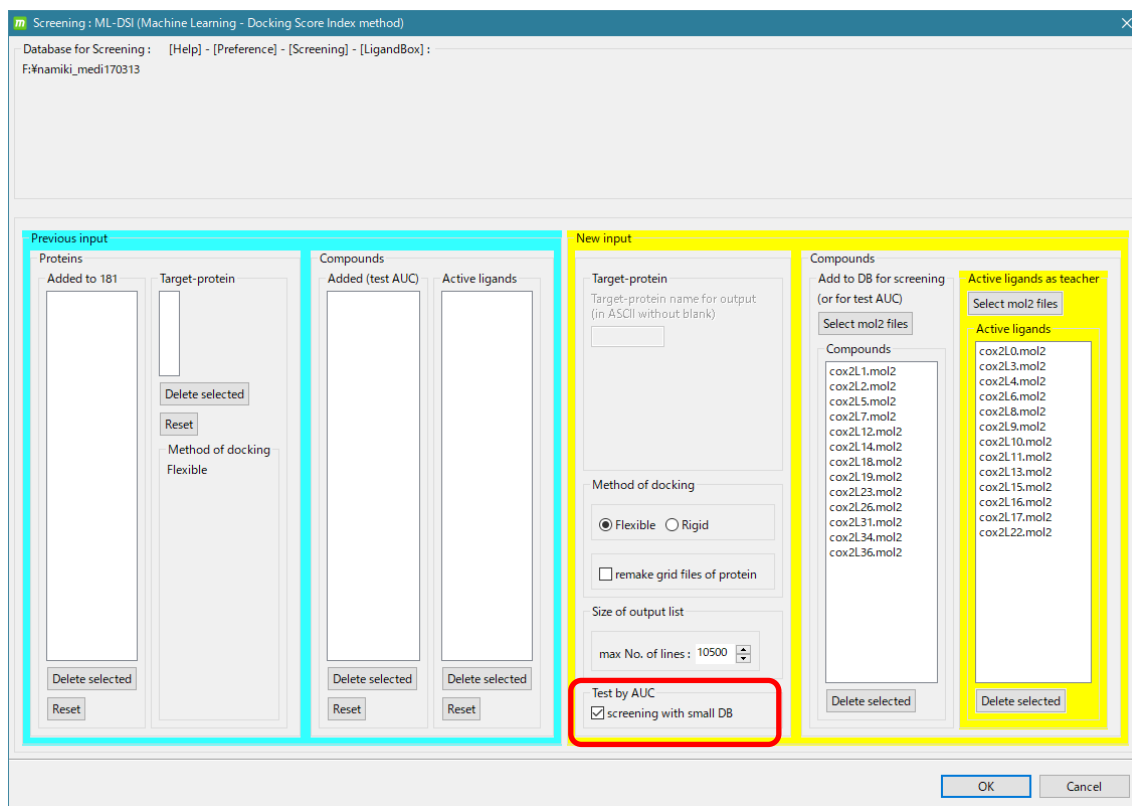 m Screening : ML-DSI (Machine Learning - Docking Score Index method)
Database for Screening : [Help] - [Preference] - [Screening] - [LigandBox] :
F:¥namiki_medi170313
Previous input
Proteins
Added to 181
Delete selected
Reset
Target-protein
Delete selected
Reset
Method of docking
Flexible
Compounds
Added (test AUC)
Delete selected
Reset
Active ligands
Delete selected
Reset
New input
Target-protein
Target-protein name for output
(in ASCII without blank)
Method of docking
Flexible Rigid
remake grid files of protein
Size of output list
max No. of lines : 10500
Test by AUC
screening with small DB
Compounds
Add to DB for screening
(or for test AUC)
Select mol2 files
Compounds
cox2L1.mol2
cox2L2.mol2
cox2L5.mol2
cox2L7.mol2
cox2L12.mol2
cox2L14.mol2
cox2L18.mol2
cox2L19.mol2
cox2L23.mol2
cox2L26.mol2
cox2L31.mol2
cox2L34.mol2
cox2L36.mol2
Delete selected
Active ligands as teacher
Select mol2 files
Active ligands
cox2L0.mol2
cox2L3.mol2
cox2L4.mol2
cox2L6.mol2
cox2L8.mol2
cox2L9.mol2
cox2L10.mol2
cox2L11.mol2
cox2L13.mol2
cox2L15.mol2
cox2L16.mol2
cox2L17.mol2
cox2L22.mol2
Delete selected
OK Cancel